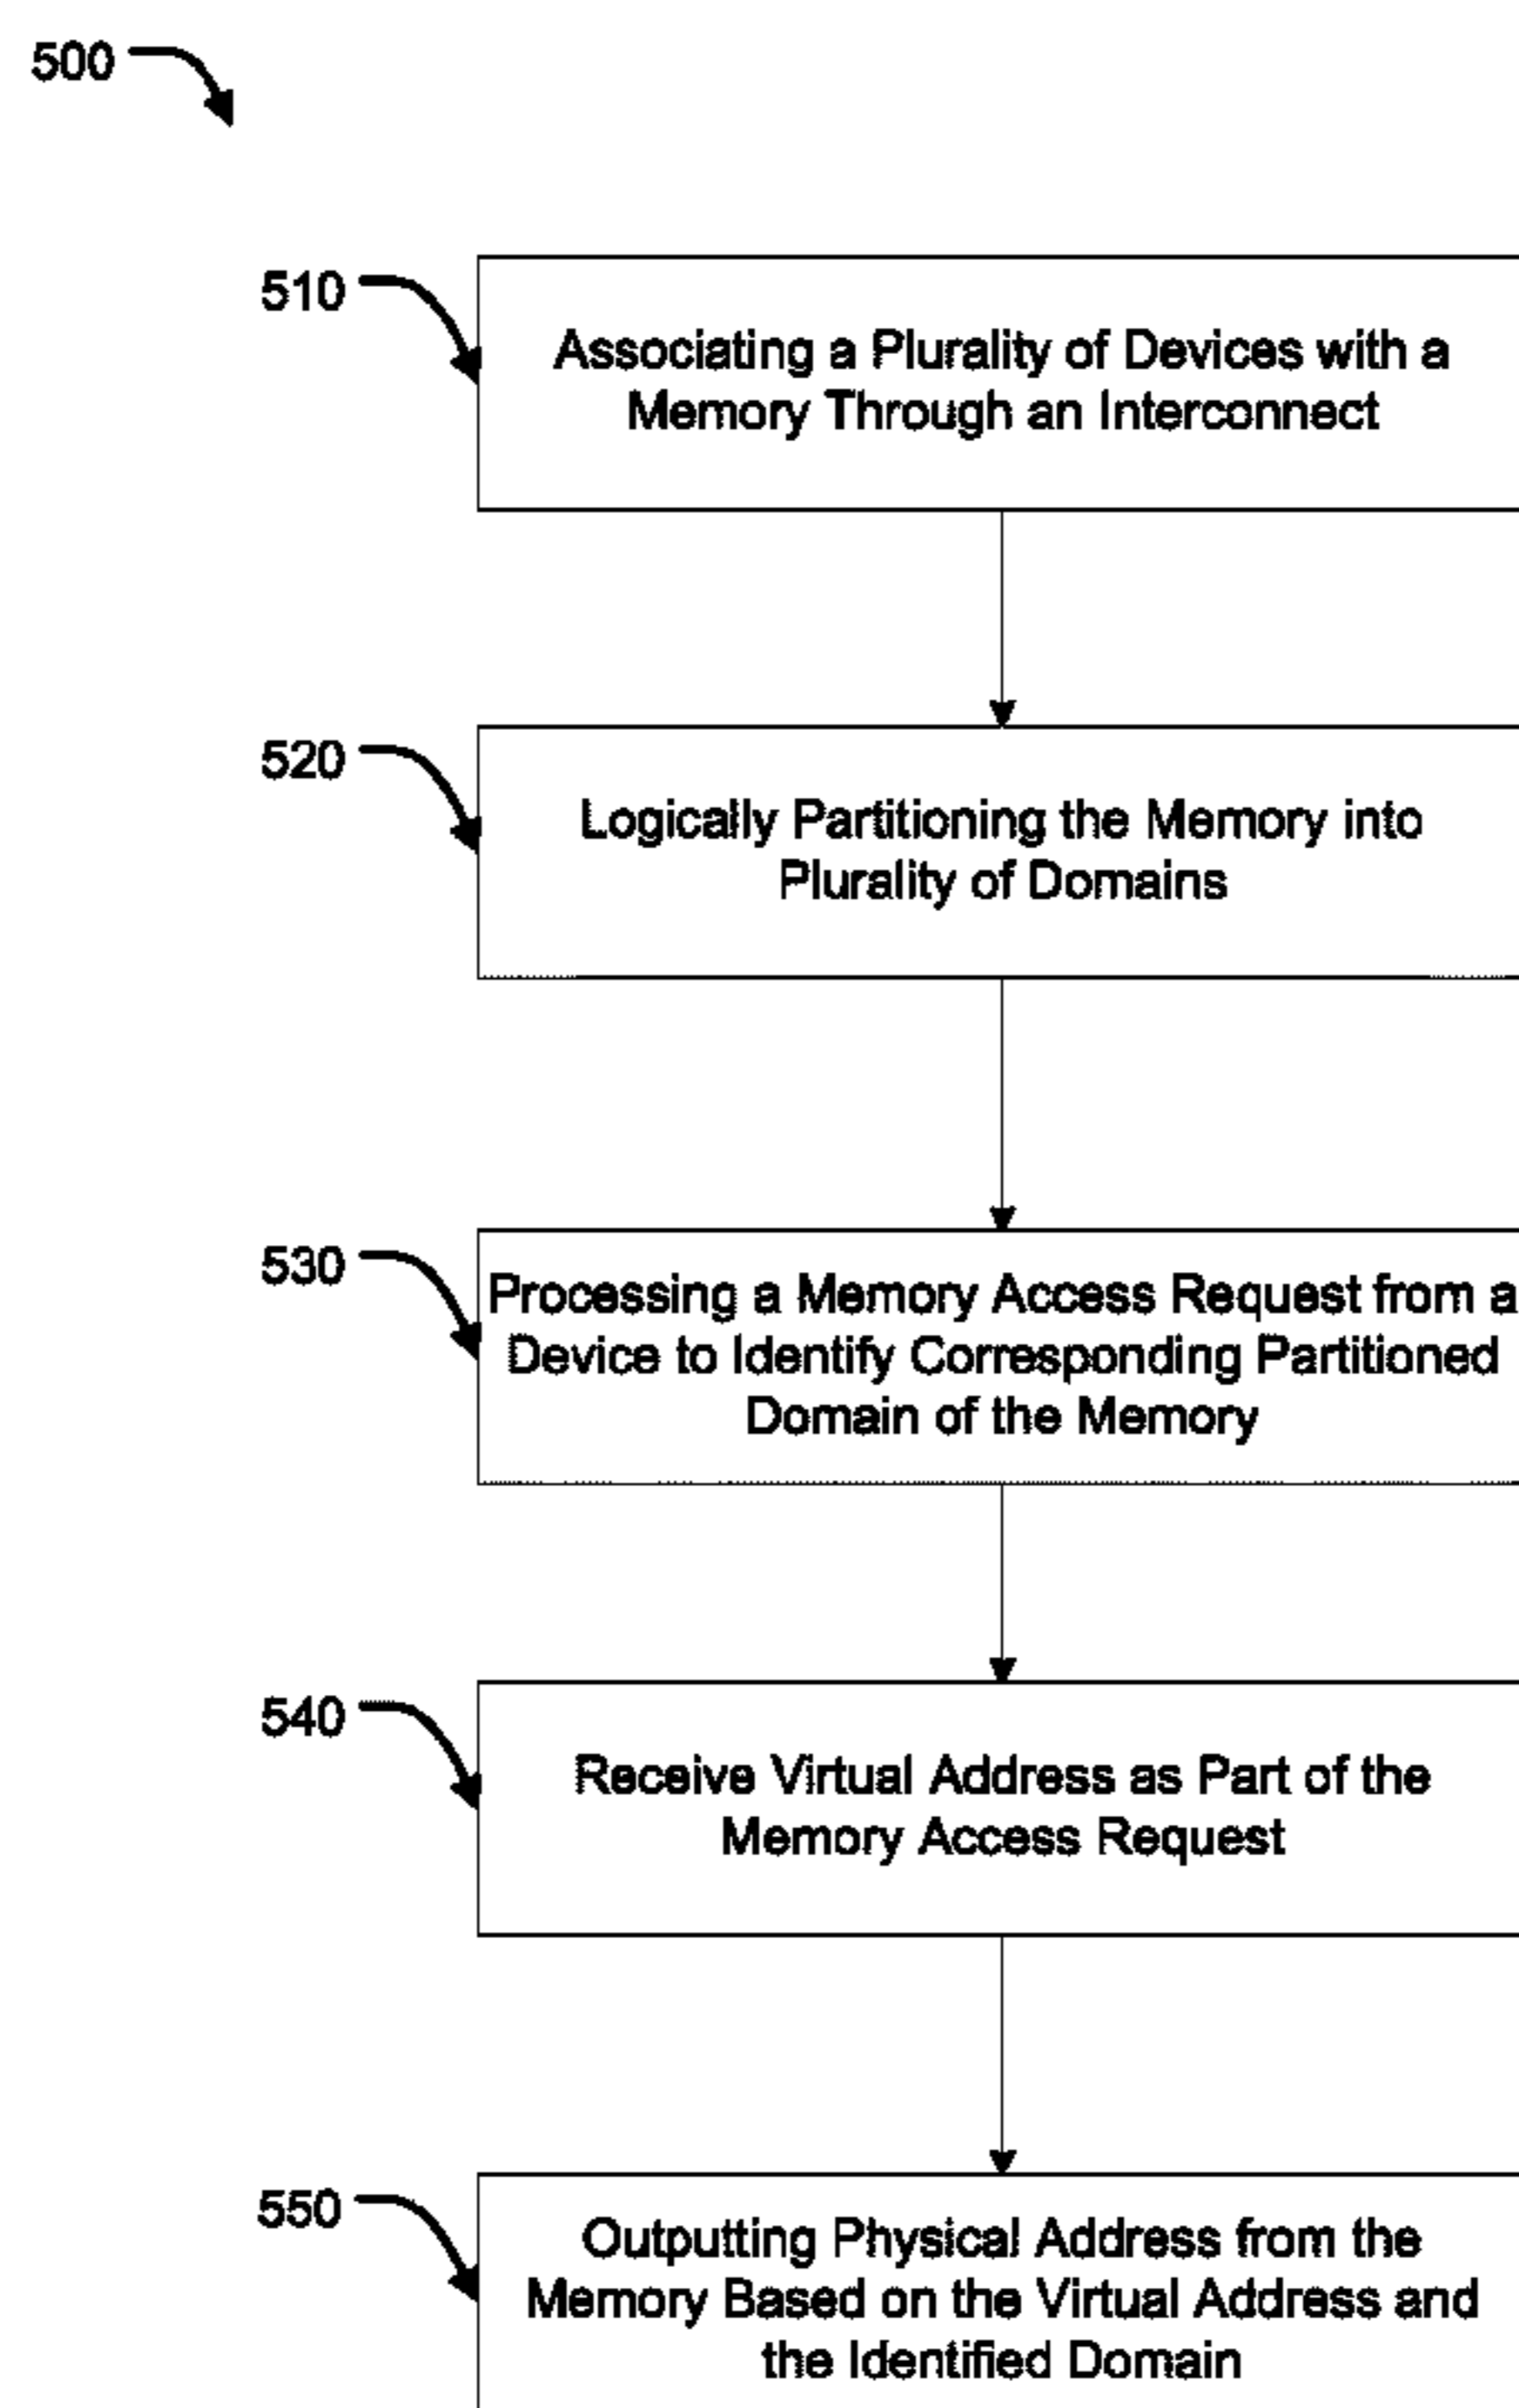 500
510
Associating a Plurality of Devices with a
Memory Through an Interconnect
520
Logically Partitioning the Memory into
Plurality of Domains
530
Processing a Memory Access Request from a
Device to Identify Corresponding Partitioned
Domain of the Memory
540
Receive Virtual Address as Part of the
Memory Access Request
550
Outputting Physical Address from the
Memory Based on the Virtual Address and
the Identified Domain